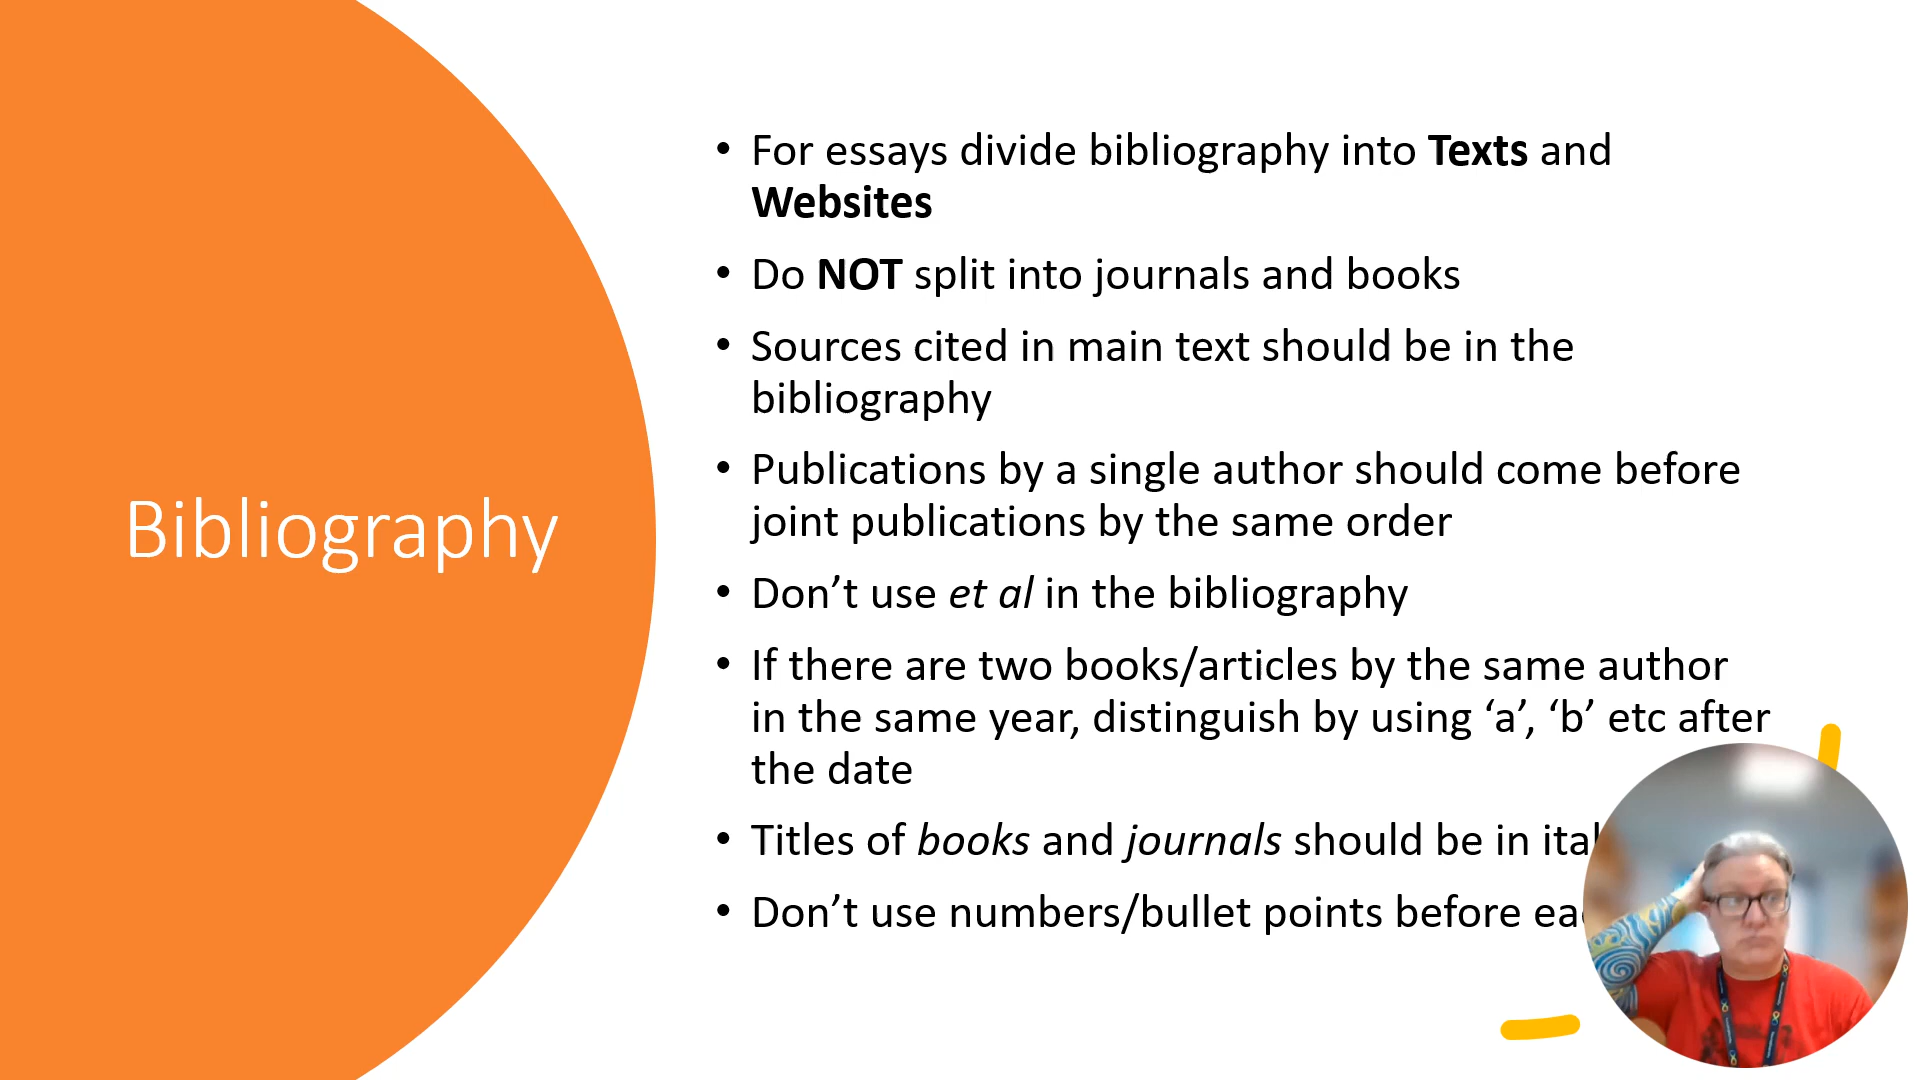 Bibliography
• For essays divide bibliography into Texts and
Websites
• Do NOT split into journals and books
• Sources cited in main text should be in the
bibliography
• Publications by a single author should come before
joint publications by the same order
• Don’t use et al in the bibliography
• If there are two books/articles by the same author
in the same year, distinguish by using ‘a’, ‘b’ etc after
the date
• Titles of books and journals should be in
• Don’t use numbers/bullet points before